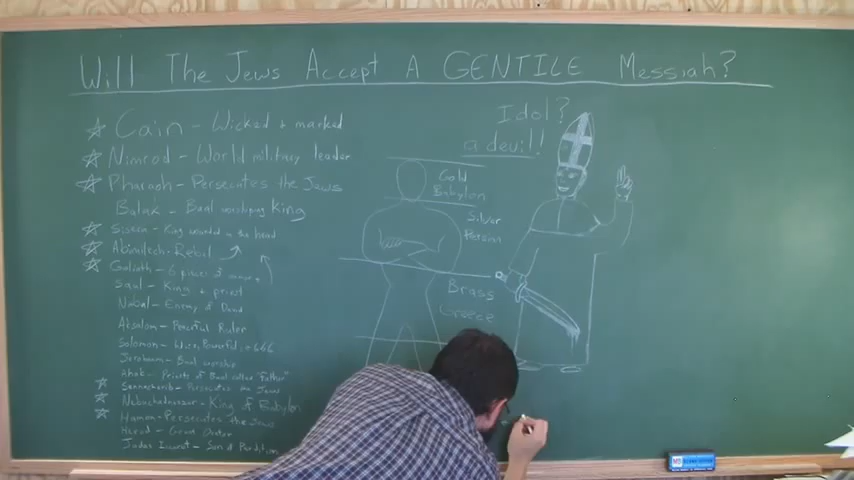 Will The Jews Accept A GENTILE Messiah?
Cain - Wicked + marked
Nimrod - World military leader
Pharaoh - Persecutes the Jews
Balak - Baal worshiping King
Sisera - King wounded in the head
Abimilech - Rebel
Goliath - 6 pieces of
Saul - King + priest
Nabal - Enemy of David
Absalom - Peaceful Ruler
Solomon - Wise, Powerful, + 666
Jeroboam - Baal worship
Ahab - Priests of Baal called "Father"
Sennacherib - Persecutes the Jews
Nebuchadnezzar - King of Babylon
Haman - Persecutes the Jews
Herod - Great Orator
Judas Iscariot - Son of Perdition
Idol?
a devil!
Gold
Babylon
Silver
Persia
Brass
Greece